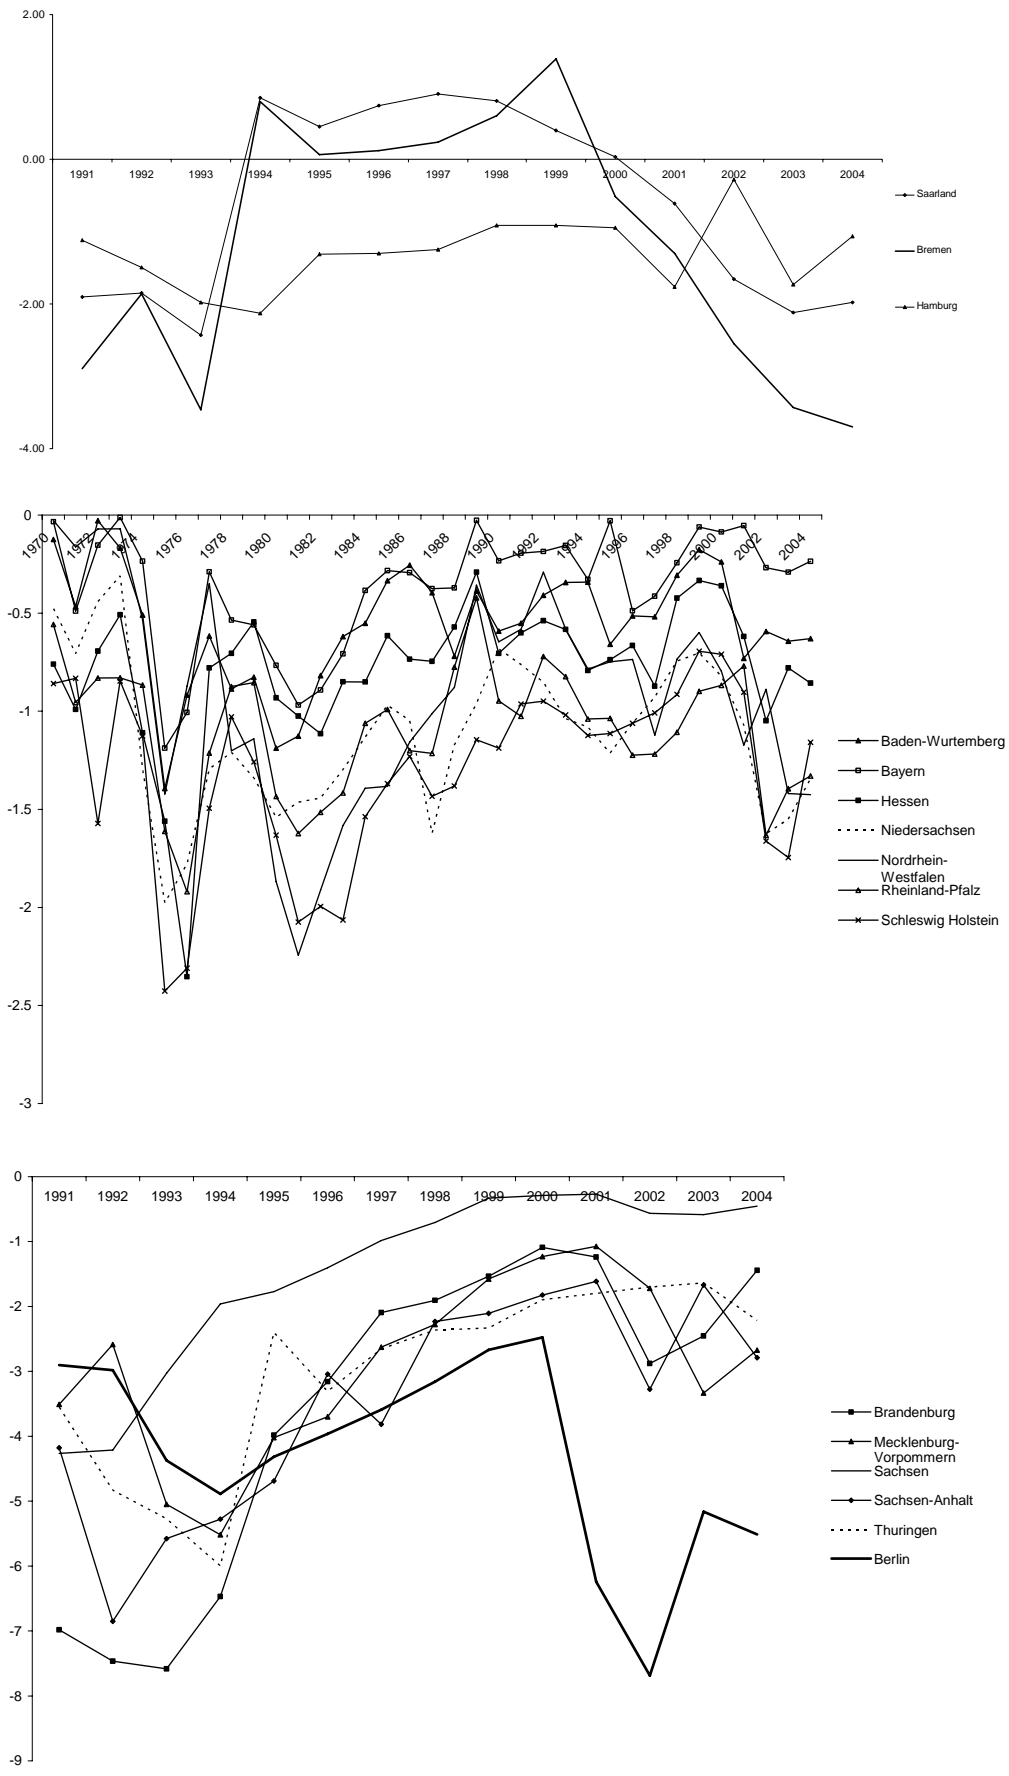 2.00
0.00
1991 1992 1993 1994 1995 1996 1997 1998 1999 2000 2001 2002 2003 2004
Saarland
Bremen
-2.00
Hamburg
-4.00
0
1970 1972 1974 1976 1978 1980 1982 1984 1986 1988 1990 1992 1994 1996 1998 2000 2002 2004
-0.5
-1
Baden-Wurtemberg
Bayern
Hessen
-1.5
Niedersachsen
Nordrhein-
Westfalen
Rheinland-Pfalz
-2
Schleswig Holstein
-2.5
-3
0
1991 1992 1993 1994 1995 1996 1997 1998 1999 2000 2001 2002 2003 2004
-1
-2
-3
Brandenburg
-4
Mecklenburg-
Vorpommern
Sachsen
-5
Sachsen-Anhalt
Thuringen
Berlin
-6
-7
-8
-9